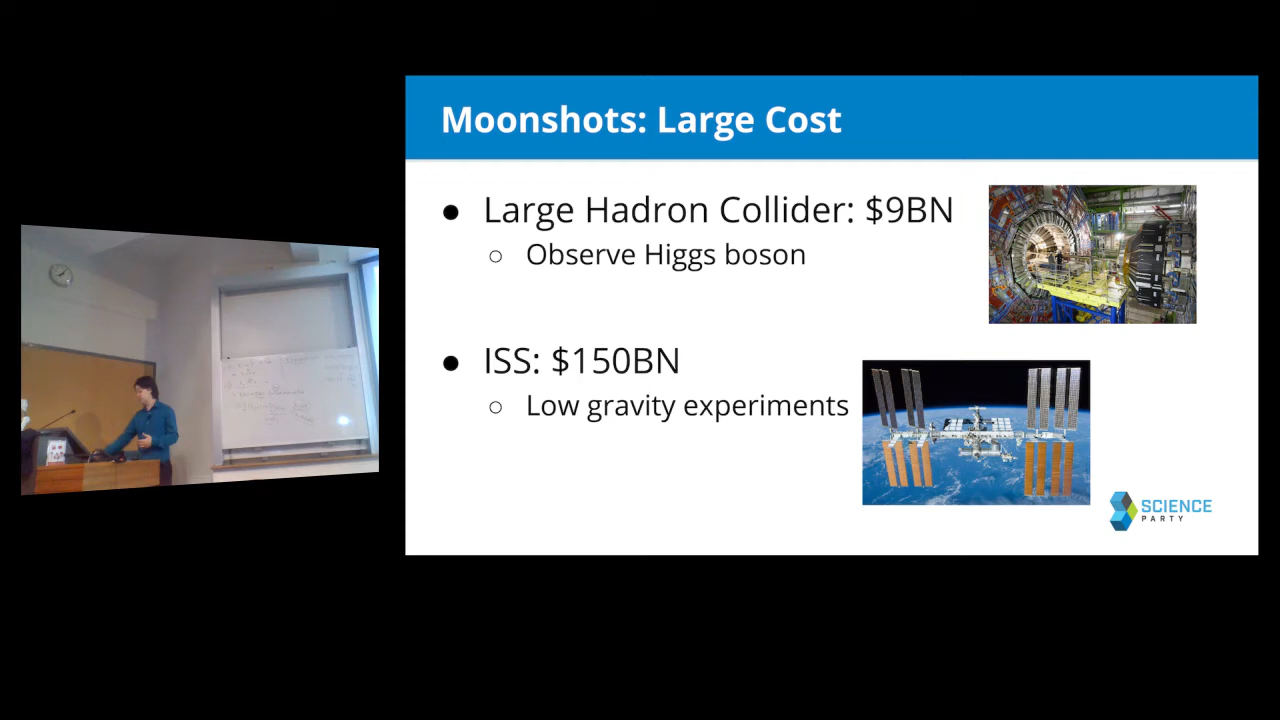 Moonshots: Large Cost
● Large Hadron Collider: $9BN
○ Observe Higgs boson
● ISS: $150BN
○ Low gravity experiments
SCIENCE
PARTY